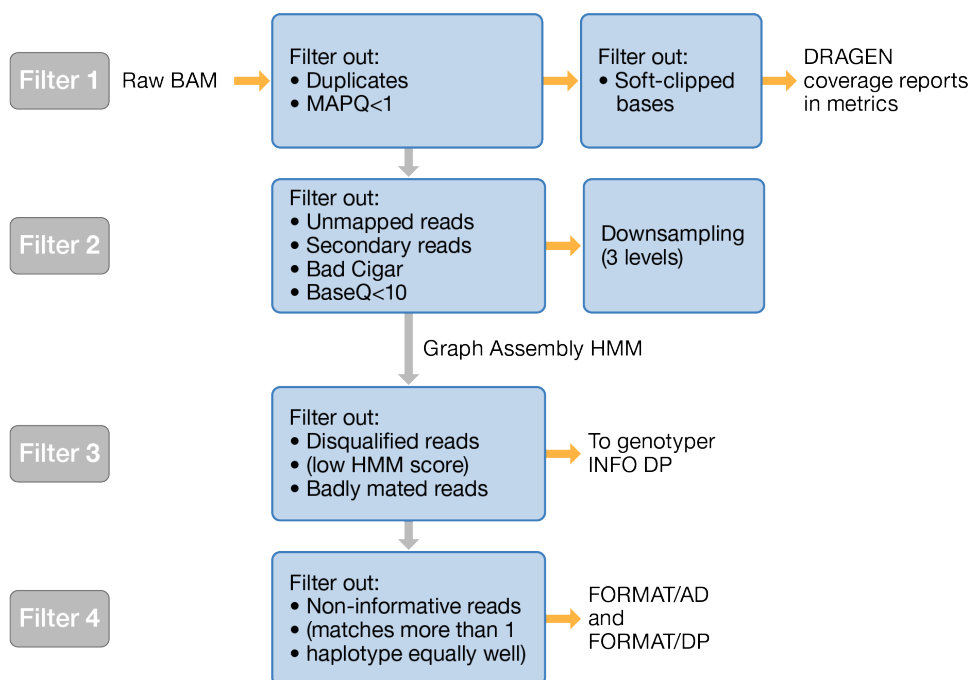 Filter 1
Raw BAM
Filter out:
• Duplicates
• MAPQ<1
Filter out:
• Soft-clipped
bases
DRAGEN
coverage reports
in metrics
Filter 2
Filter out:
• Unmapped reads
• Secondary reads
• Bad Cigar
• BaseQ<10
Downsampling
(3 levels)
Graph Assembly HMM
Filter 3
Filter out:
• Disqualified reads
• (low HMM score)
• Badly mated reads
To genotyper
INFO DP
Filter 4
Filter out:
• Non-informative reads
• (matches more than 1
• haplotype equally well)
FORMAT/AD
and
FORMAT/DP